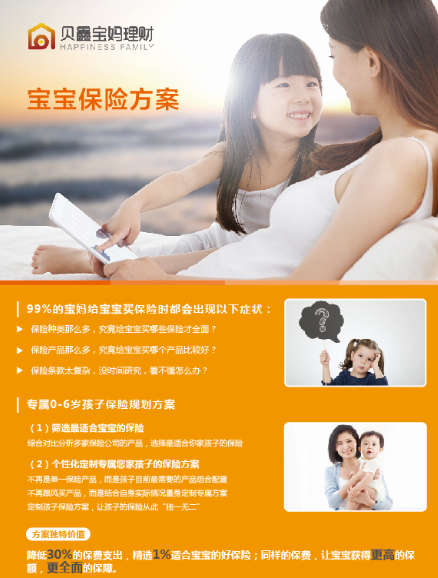 贝鑫宝妈理财
HAPPINESS FAMILY
宝宝保险方案
99%的宝妈给宝宝买保险时都会出现以下症状：
保险种类那么多，究竟给宝宝买哪些保险才全面？
保险产品那么多，究竟给宝宝买哪个产品比较好？
保险条款太复杂，没时间研究，看不懂怎么办？
?
专属0-6岁孩子保险规划方案
（1）筛选最适合宝宝的保险
综合对比分析多家保险公司的产品，选择最适合你家孩子的保险
（2）个性化定制专属您家孩子的保险方案
不再是单一保险产品，而是孩子目前最需要的产品组合配置
不再跟风买产品，而是结合自身实际情况量身定制专属方案
定制孩子保险方案，让孩子的保险从此“独一无二”
方案独特价值
降低30%的保费支出，精选1%适合宝宝的好保险；同样的保费，让宝宝获得更高的保
额，更全面的保障。